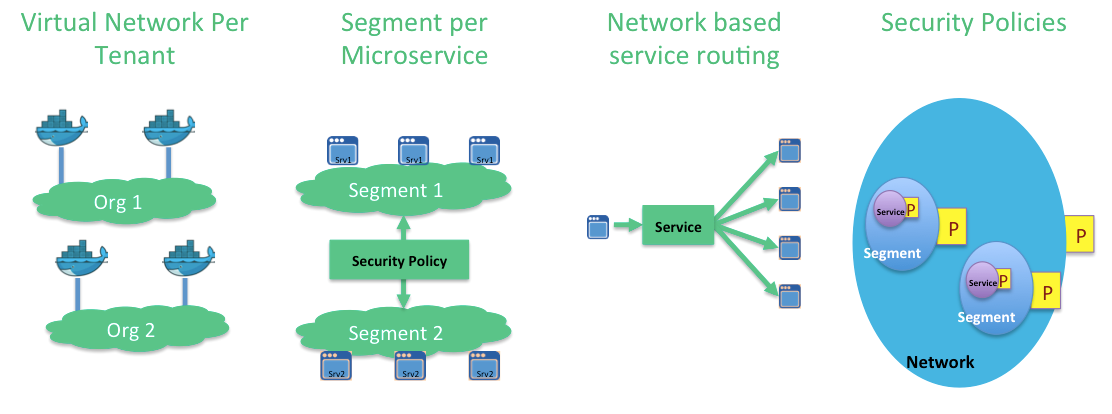 Virtual Network Per
Tenant
Segment per
Microservice
Network based
service routing
Security Policies
Org 1
Org 2
Srv1
Srv1
Srv1
Segment 1
Security Policy
Segment 2
Srv2
Srv2
Srv2
Service
Service
P
P
Segment
P
Service
P
P
Segment
Network